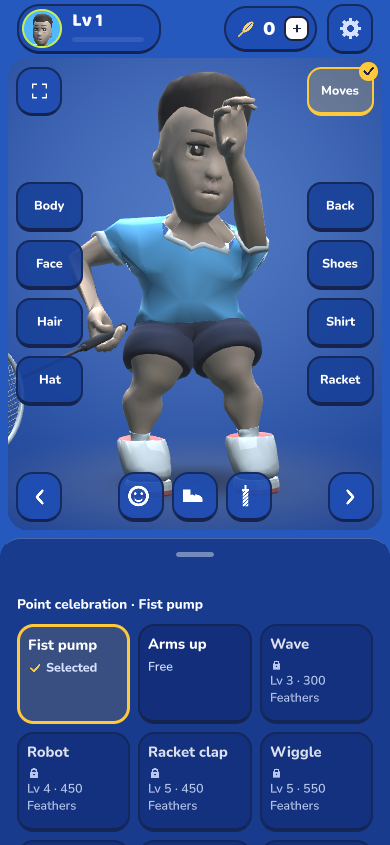 Lv 1
0
+
Moves
Body
Back
Face
Shoes
Hair
Shirt
Hat
Racket
Point celebration · Fist pump
Fist pump
Selected
Arms up
Free
Wave
Lv 3 · 300
Feathers
Robot
Lv 4 · 450
Feathers
Racket clap
Lv 5 · 450
Feathers
Wiggle
Lv 5 · 550
Feathers